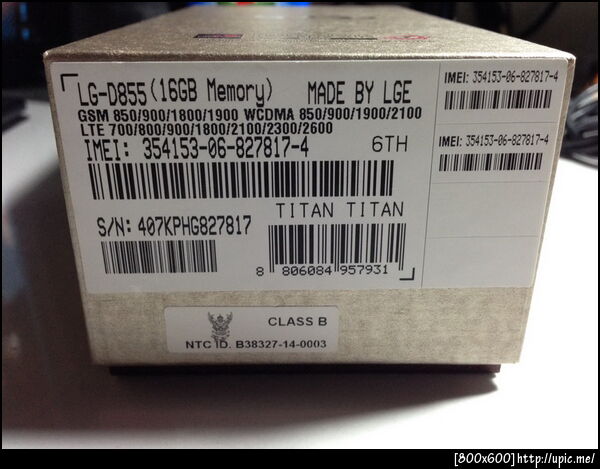 LG-D855 (16GB Memory) MADE BY LGE
GSM 850/900/1800/1900 WCDMA 850/900/1900/2100
LTE 700/800/900/1800/2100/2300/2600
IMEI: 354153-06-827817-4 6TH
TITAN TITAN
S/N: 407KPHG827817
8 806084 957931
IMEI: 354153-06-827817-4
IMEI: 354153-06-827817-4
CLASS B
NTC ID. B38327-14-0003
[800x600]http://upic.me/